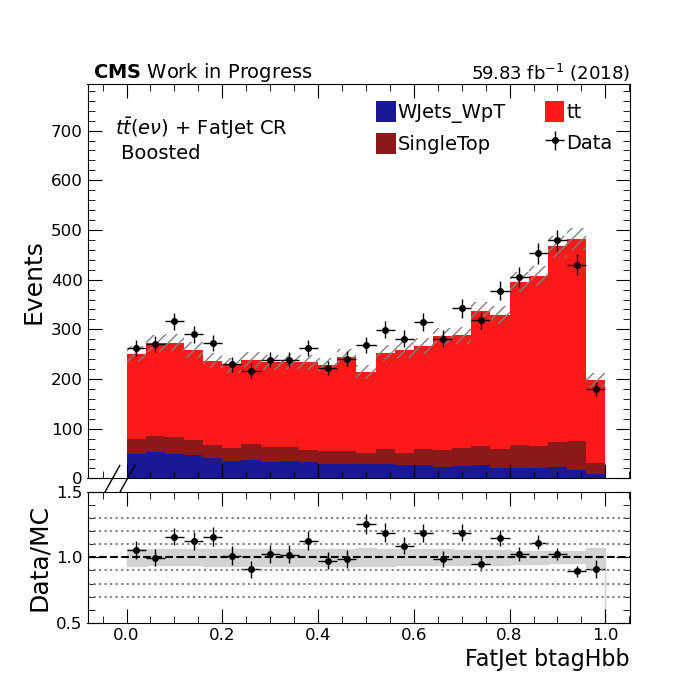 CMS Work in Progress
59.83 fb⁻¹ (2018)
tt̄(eν) + FatJet CR
Boosted
WJets_WpT
tt
SingleTop
Data
Events
700
600
500
400
300
200
100
0
Data/MC
1.5
1.0
0.5
0.0
0.2
0.4
0.6
0.8
1.0
FatJet btagHbb